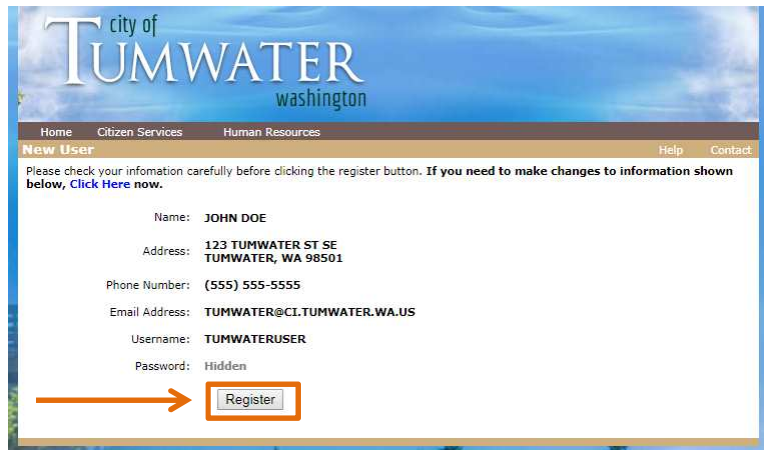 city of
TUMWATER
washington
Home Citizen Services Human Resources
New User Help Contact
Please check your infomation carefully before clicking the register button. If you need to make changes to information shown
below, Click Here now.
Name: JOHN DOE
Address: 123 TUMWATER ST SE
TUMWATER, WA 98501
Phone Number: (555) 555-5555
Email Address: TUMWATER@CI.TUMWATER.WA.US
Username: TUMWATERUSER
Password: Hidden
Register